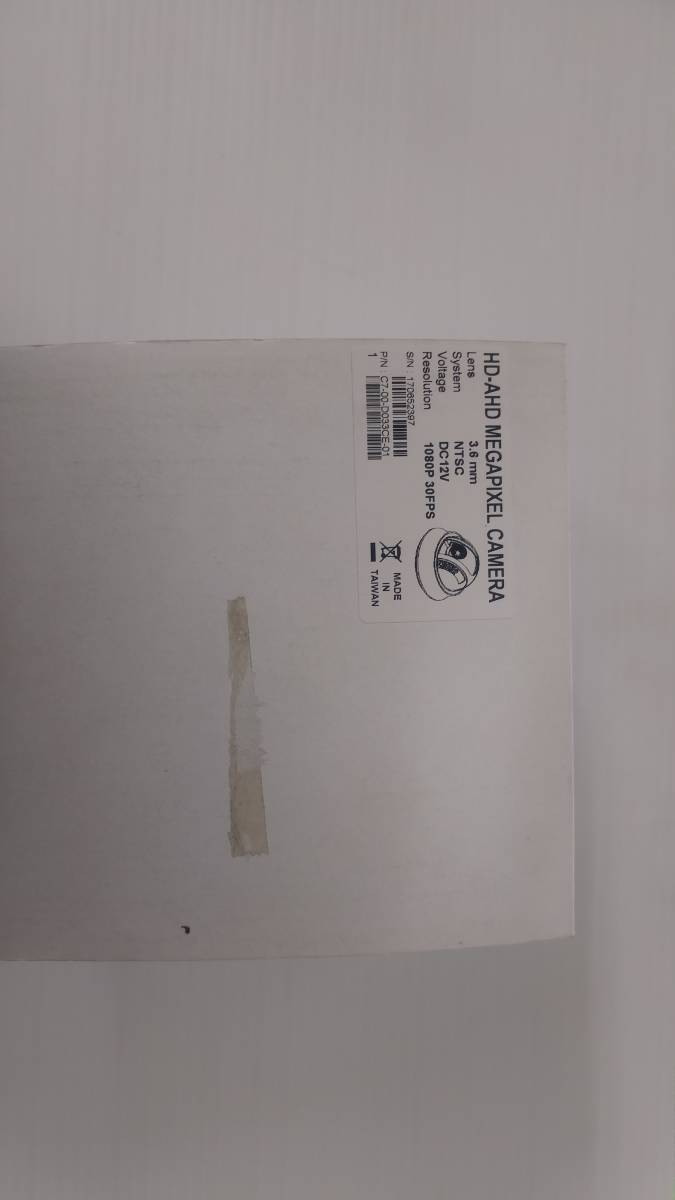 HD-AHD MEGAPIXEL CAMERA
Lens 3.6 mm
System NTSC
Voltage DC12V
Resolution 1080P 30FPS
S/N : 170652397
P/N : C7-00-D033CE-01
1
MADE
IN
TAIWAN